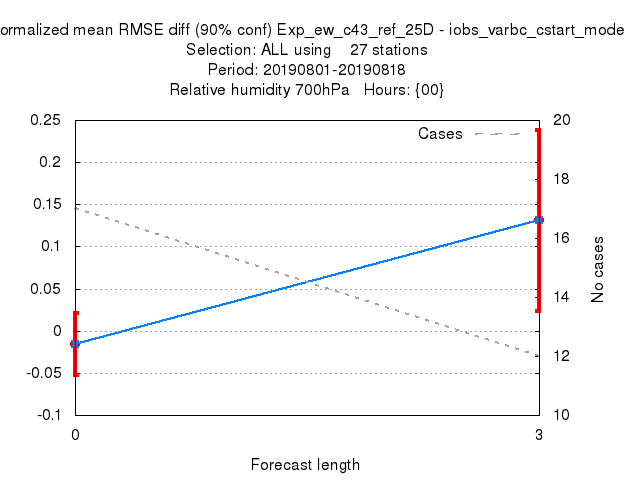 ormalized mean RMSE diff (90% conf) Exp_ew_c43_ref_25D - iobs_varbc_cstart_mode
Selection: ALL using    27 stations
Period: 20190801-20190818
Relative humidity 700hPa   Hours: {00}
Cases
0.25
0.2
0.15
0.1
0.05
0
-0.05
-0.1
20
18
16
14
12
10
No cases
0
3
Forecast length